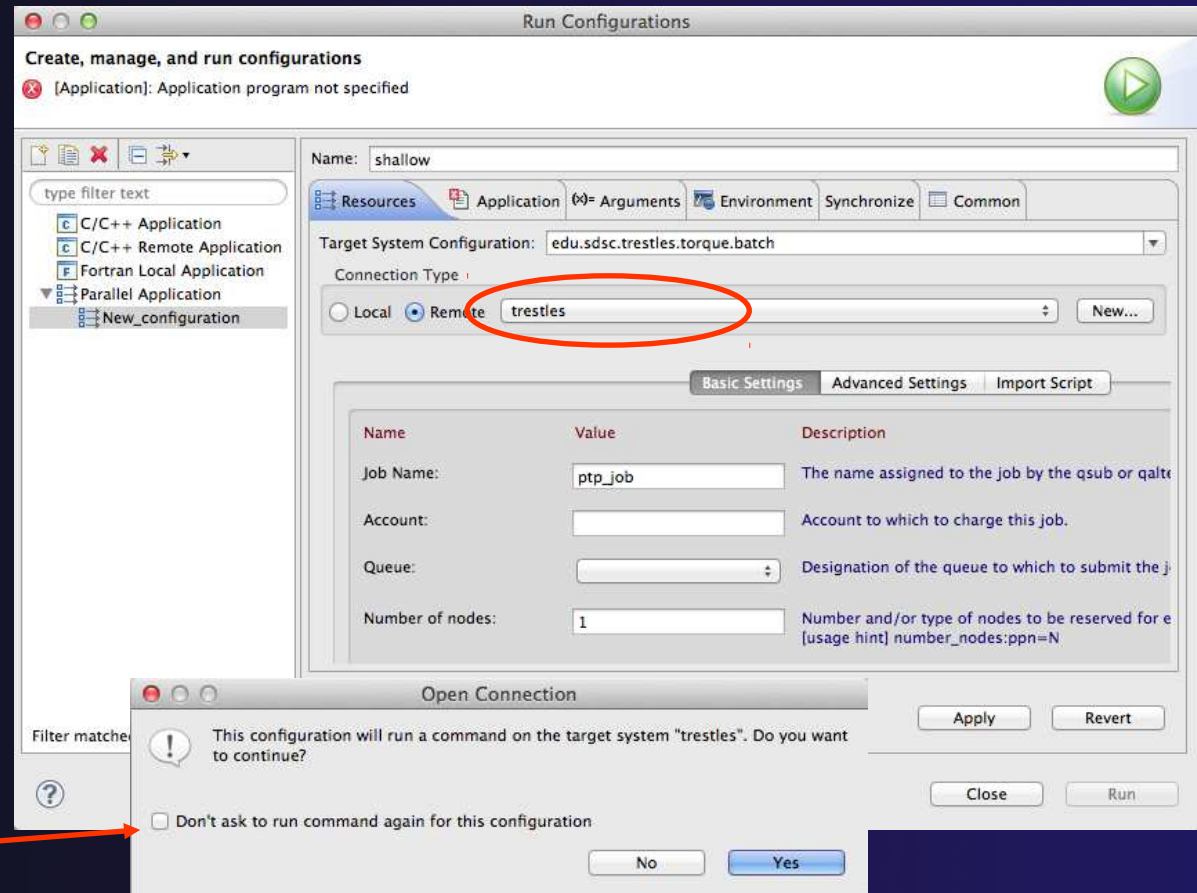 Run Configurations
Create, manage, and run configurations
[Application]: Application program not specified
Name: shallow
type filter text
C/C++ Application
C/C++ Remote Application
Fortran Local Application
Parallel Application
New_configuration
Resources Application (x)= Arguments Environment Synchronize Common
Target System Configuration: edu.sdsc.trestles.torque.batch
Connection Type
Local Remote trestles New...
Basic Settings Advanced Settings Import Script
Name Value Description
Job Name: ptp_job The name assigned to the job by the qsub or qalte
Account: Account to which to charge this job.
Queue: Designation of the queue to which to submit the j
Number of nodes: 1 Number and/or type of nodes to be reserved for e
[usage hint] number_nodes:ppn=N
Filter matche
Apply Revert
Close Run
Open Connection
This configuration will run a command on the target system "trestles". Do you want
to continue?
Don't ask to run command again for this configuration
No Yes